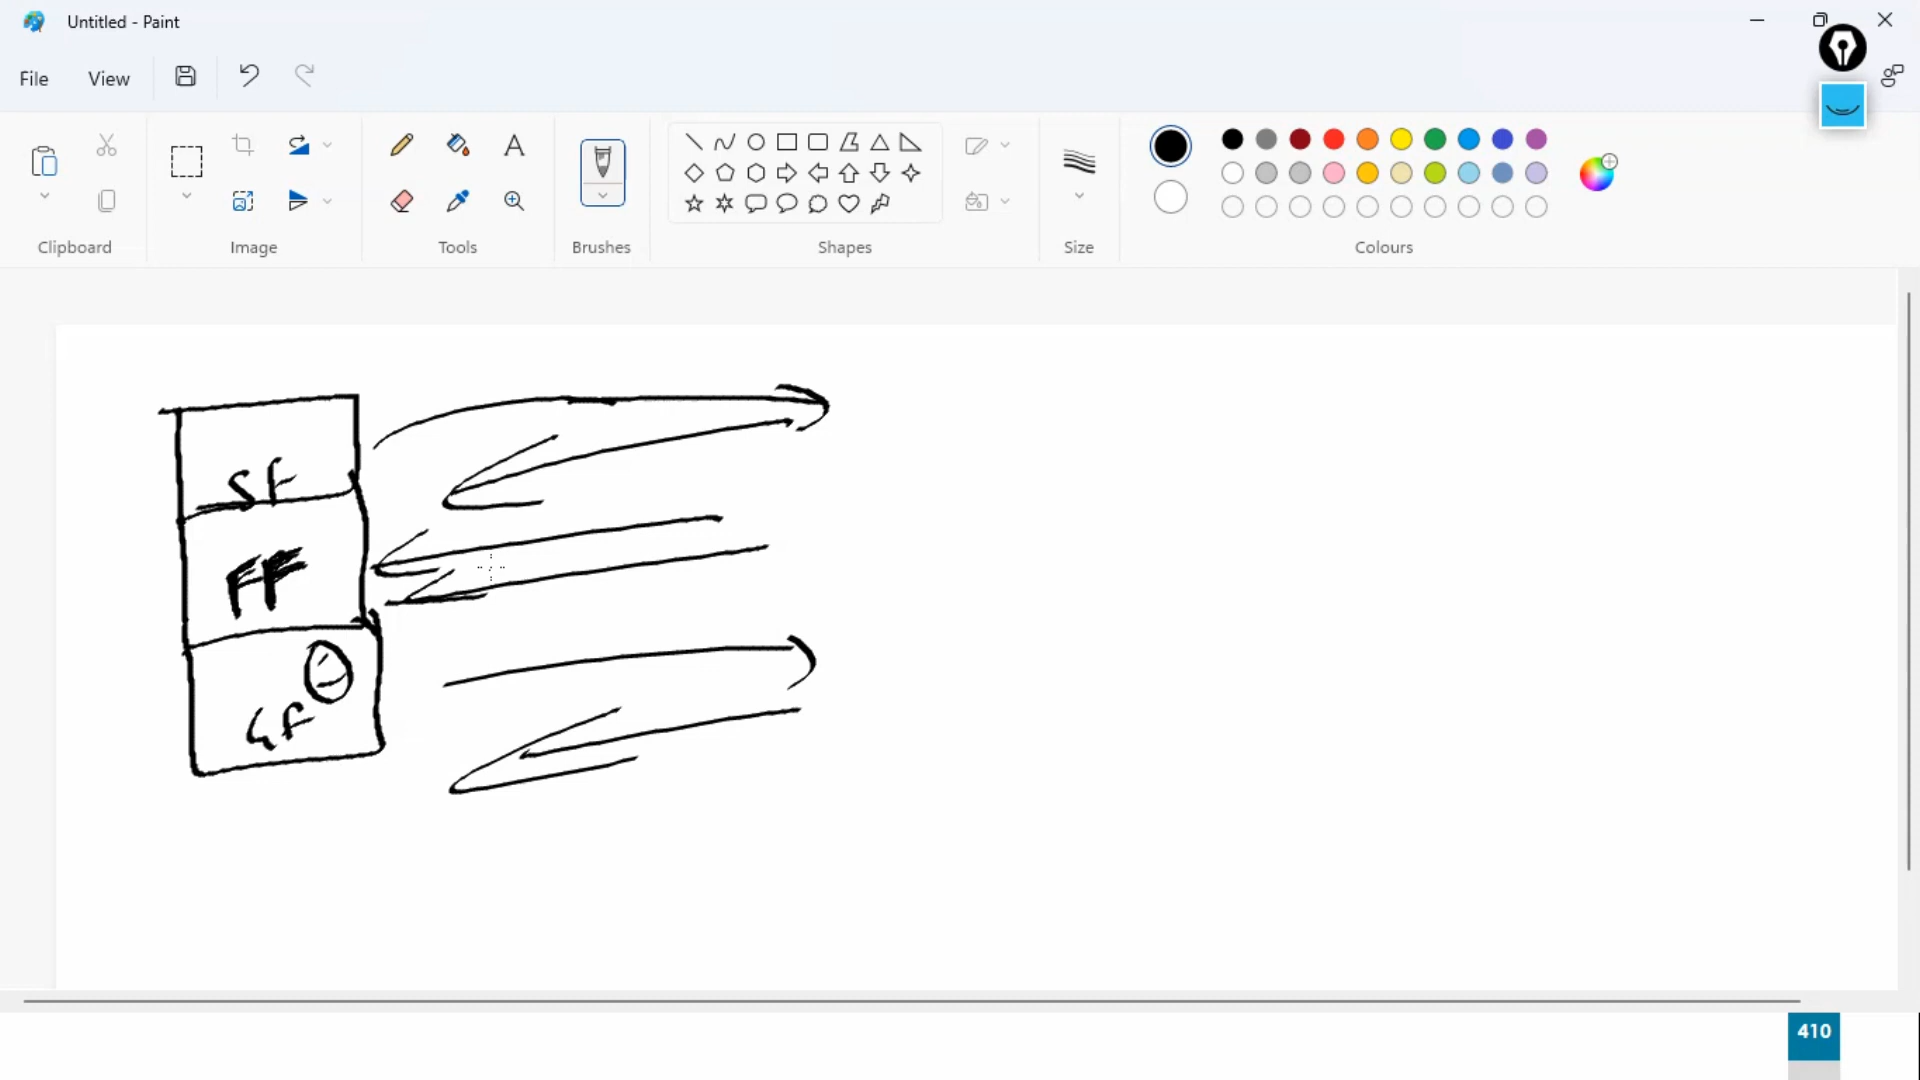 Untitled - Paint
File View
Clipboard Image Tools Brushes Shapes Size Colours
SF
FF
GF
410